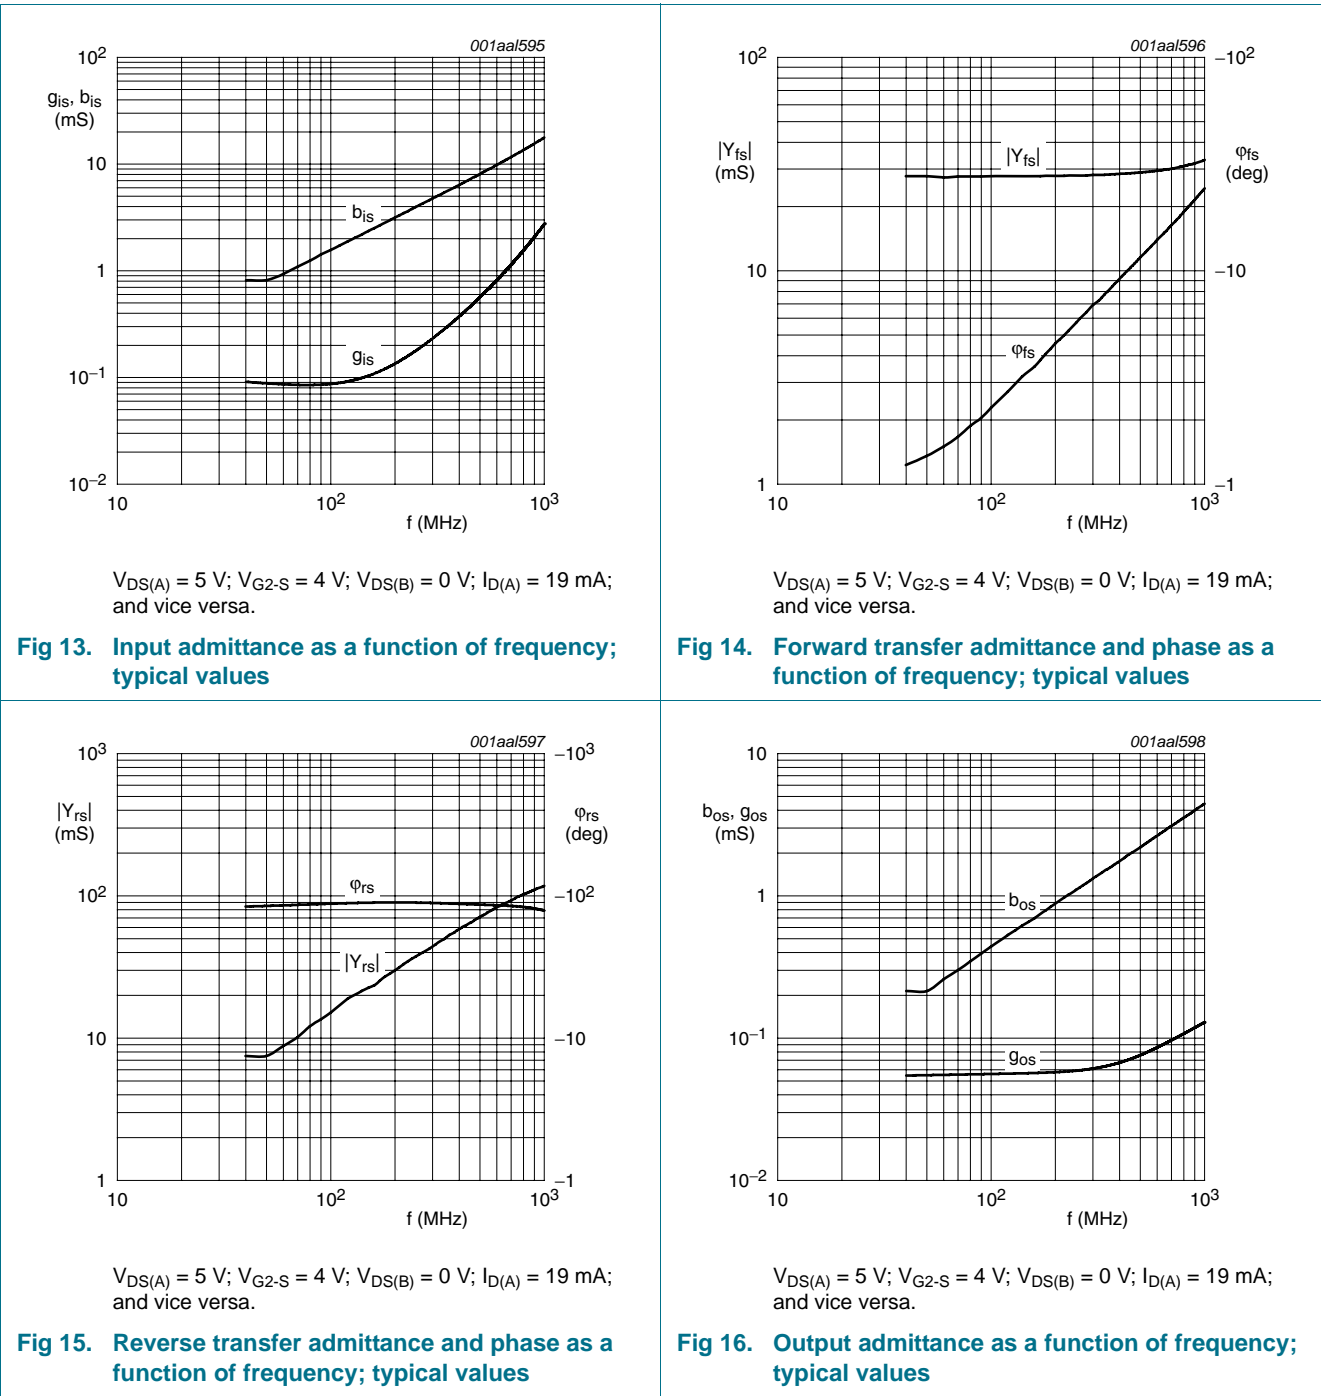 001aal595
10²
g_is, b_is
(mS)
10
b_is
1
g_is
10⁻¹
10⁻²
10
10²
10³
f (MHz)
V_DS(A) = 5 V; V_G2-S = 4 V; V_DS(B) = 0 V; I_D(A) = 19 mA;
and vice versa.
Fig 13. Input admittance as a function of frequency;
typical values
001aal596
10²
−10²
|Y_fs|
(mS)
|Y_fs|
φ_fs
(deg)
10
−10
φ_fs
1
−1
10
10²
10³
f (MHz)
V_DS(A) = 5 V; V_G2-S = 4 V; V_DS(B) = 0 V; I_D(A) = 19 mA;
and vice versa.
Fig 14. Forward transfer admittance and phase as a
function of frequency; typical values
001aal597
10³
−10³
|Y_rs|
(mS)
φ_rs
(deg)
φ_rs
10²
−10²
|Y_rs|
10
−10
1
−1
10
10²
10³
f (MHz)
V_DS(A) = 5 V; V_G2-S = 4 V; V_DS(B) = 0 V; I_D(A) = 19 mA;
and vice versa.
Fig 15. Reverse transfer admittance and phase as a
function of frequency; typical values
001aal598
10
b_os, g_os
(mS)
1
b_os
10⁻¹
g_os
10⁻²
10
10²
10³
f (MHz)
V_DS(A) = 5 V; V_G2-S = 4 V; V_DS(B) = 0 V; I_D(A) = 19 mA;
and vice versa.
Fig 16. Output admittance as a function of frequency;
typical values